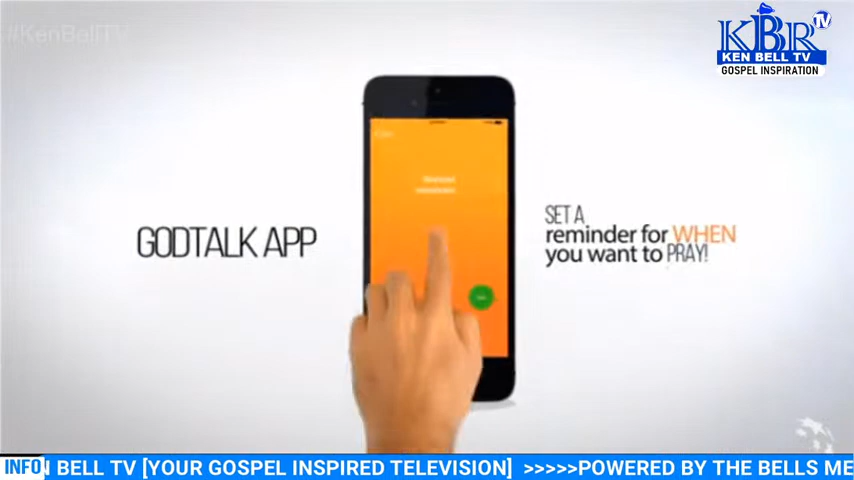 #KenBellTV
KBR TV
KEN BELL TV
GOSPEL INSPIRATION
GODTALK APP
SET A
reminder for WHEN
you want to PRAY!
INFO N BELL TV [YOUR GOSPEL INSPIRED TELEVISION] >>>>>POWERED BY THE BELLS ME